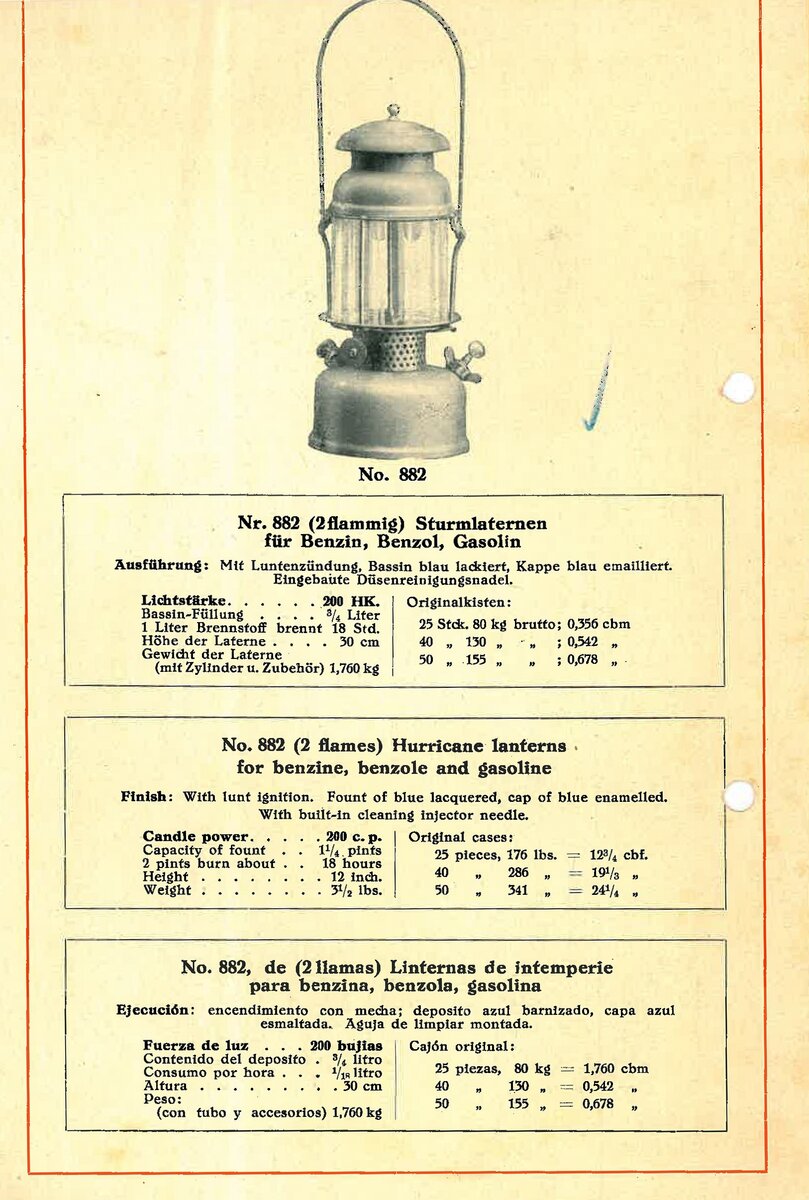 No. 882
Nr. 882 (2flammig) Sturmlaternen
für Benzin, Benzol, Gasolin
Ausführung: Mit Luntenzündung, Bassin blau lackiert, Kappe blau emailliert.
Eingebaute Düsenreinigungsnadel.
Lichtstärke. . . . . . . 200 HK.
Bassin-Füllung . . . . ³/₄ Liter
1 Liter Brennstoff brennt 18 Std.
Höhe der Laterne . . . . 30 cm
Gewicht der Laterne
(mit Zylinder u. Zubehör) 1,760 kg
Originalkisten:
25 Stck. 80 kg brutto; 0,356 cbm
40 „ 130 „ „ ; 0,542 „
50 „ 155 „ „ ; 0,678 „
No. 882 (2 flames) Hurricane lanterns
for benzine, benzole and gasoline
Finish: With lunt ignition. Fount of blue lacquered, cap of blue enamelled.
With built-in cleaning injector needle.
Candle power. . . . . 200 c. p.
Capacity of fount . . 1¹/₄ pints
2 pints burn about . . 18 hours
Height . . . . . . . . 12 inch.
Weight . . . . . . . . 3¹/₂ lbs.
Original cases:
25 pieces, 176 lbs. = 12³/₄ cbf.
40 „ 286 „ = 19¹/₃ „
50 „ 341 „ = 24¹/₄ „
No. 882, de (2 llamas) Linternas de intemperie
para benzina, benzola, gasolina
Ejecución: encendimiento con mecha; deposito azul barnizado, capa azul
esmaltada. Aguja de limpiar montada.
Fuerza de luz . . . 200 bujias
Contenido del deposito . ³/₄ litro
Consumo por hora . . . ¹/₁₈ litro
Altura . . . . . . . . . 30 cm
Peso:
(con tubo y accesorios) 1,760 kg
Cajón original:
25 piezas, 80 kg = 1,760 cbm
40 „ 130 „ = 0,542 „
50 „ 155 „ = 0,678 „